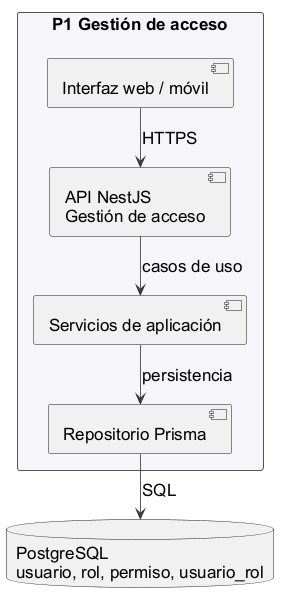 P1 Gestión de acceso
Interfaz web / móvil
HTTPS
API NestJS
Gestión de acceso
casos de uso
Servicios de aplicación
persistencia
Repositorio Prisma
SQL
PostgreSQL
usuario, rol, permiso, usuario_rol